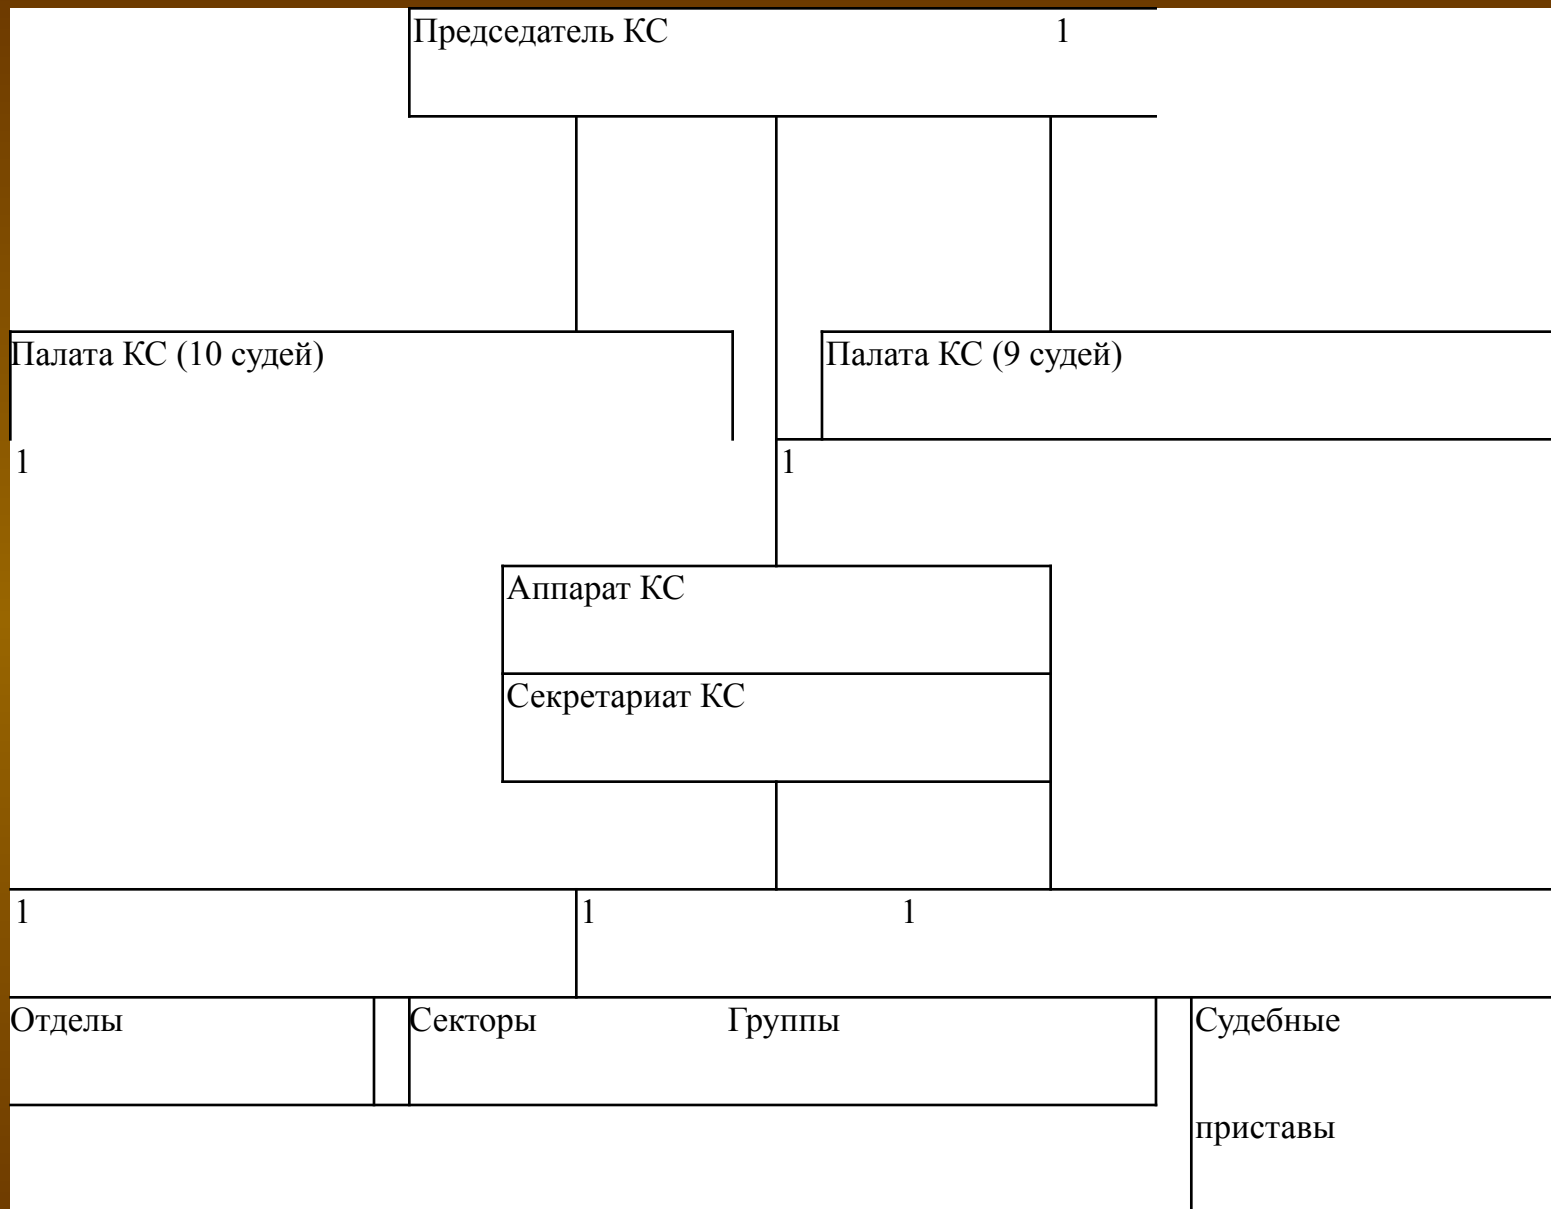 Председатель КС 1
Палата КС (10 судей) Палата КС (9 судей)
1 1
Аппарат КС
Секретариат КС
1 1 1
Отделы Секторы Группы Судебные
приставы